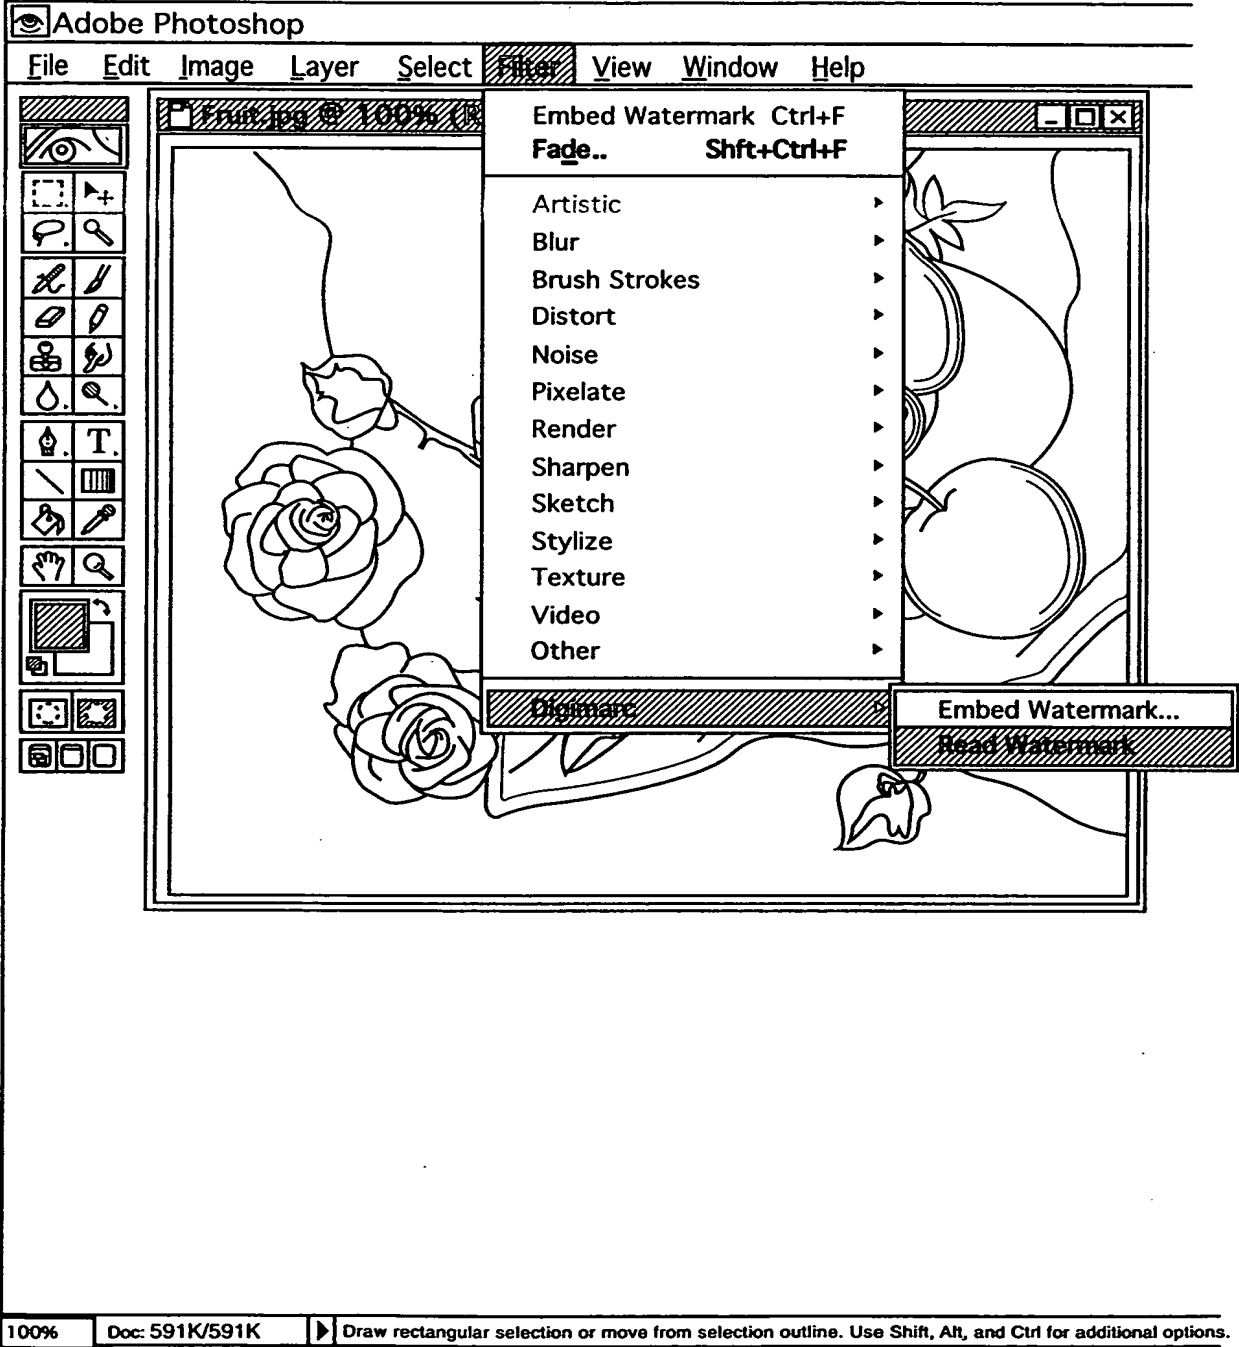 Adobe Photoshop
File Edit Image Layer Select Filter View Window Help
Fruit.jpg @ 100% (R
Embed Watermark Ctrl+F
Fade.. Shft+Ctrl+F
Artistic
Blur
Brush Strokes
Distort
Noise
Pixelate
Render
Sharpen
Sketch
Stylize
Texture
Video
Other
Digimarc
Embed Watermark...
Read Watermark
T
100% Doc: 591K/591K Draw rectangular selection or move from selection outline. Use Shift, Alt, and Ctrl for additional options.